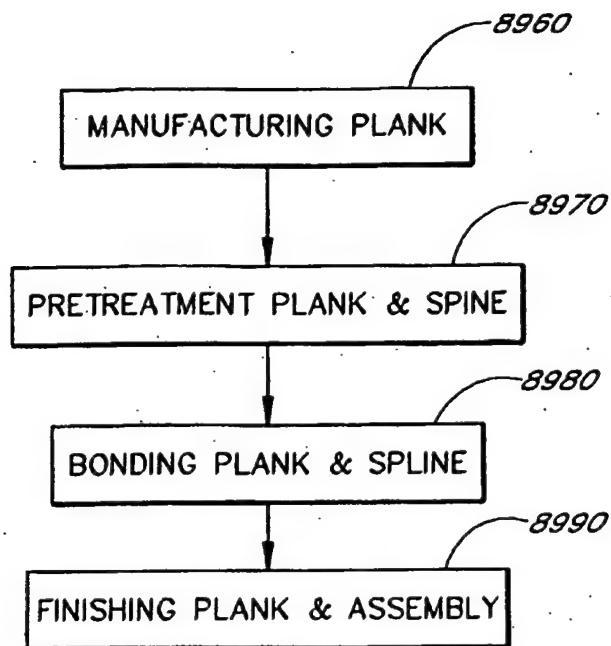 8960
MANUFACTURING PLANK
8970
PRETREATMENT PLANK & SPINE
8980
BONDING PLANK & SPLINE
8990
FINISHING PLANK & ASSEMBLY